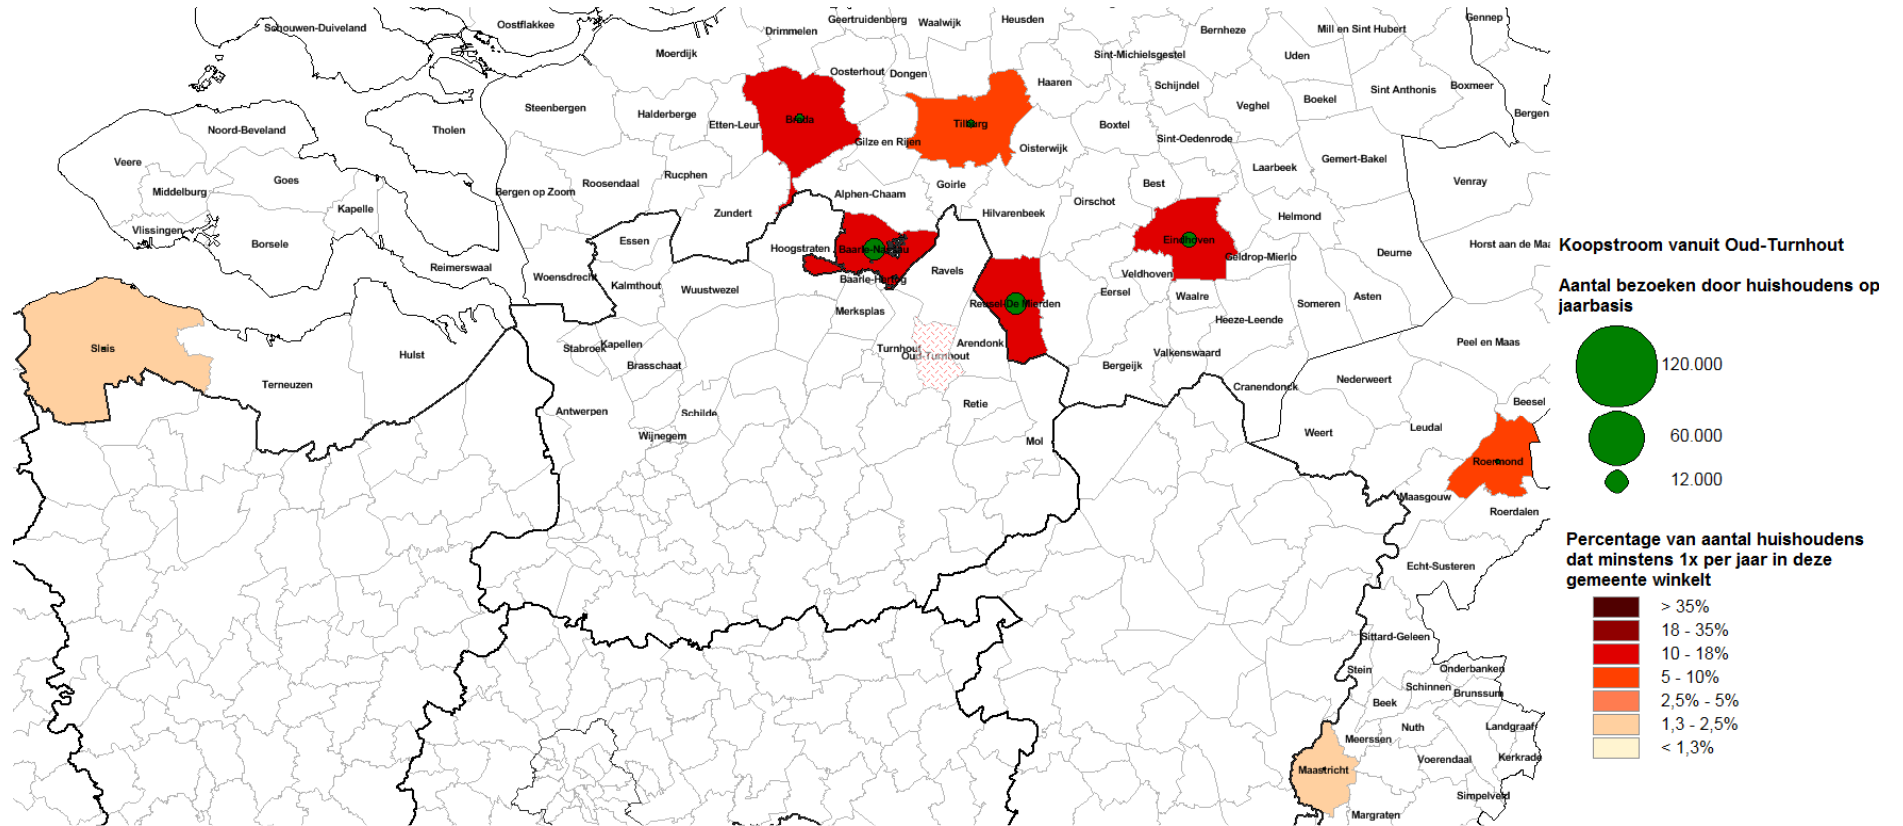 Schouwen-Duiveland
Oostflakkee
Geertruidenberg
Waalwijk
Heusden
Drimmelen
Bernheze
Mill en Sint Hubert
Gennep
Moerdijk
Oosterhout
Dongen
Haaren
Sint-Michielsgestel
Uden
Schijndel
Sint Anthonis
Boxmeer
Boekel
Veghel
Steenbergen
Halderberge
Etten-Leur
Breda
Tilburg
Boxtel
Bergen
Noord-Beveland
Tholen
Gilze en Rijen
Oisterwijk
Sint-Oedenrode
Veere
Laarbeek
Gemert-Bakel
Goes
Middelburg
Bergen op Zoom
Roosendaal
Rucphen
Alphen-Chaam
Goirle
Best
Venray
Kapelle
Zundert
Hilvarenbeek
Oirschot
Helmond
Vlissingen
Borsele
Essen
Hoogstraten
Baarle-Nassau
Eindhoven
Geldrop-Mierlo
Deurne
Horst aan de Maa
Reimerswaal
Woensdrecht
Kalmthout
Wuustwezel
Baarle-Hertog
Ravels
Veldhoven
Eersel
Waalre
Someren
Asten
Merksplas
Reusel-De Mierden
Heeze-Leende
Sluis
Hulst
Stabroek
Kapellen
Turnhout
Oud-Turnhout
Arendonk
Valkenswaard
Peel en Maas
Brasschaat
Bergeijk
Terneuzen
Cranendonck
Nederweert
Antwerpen
Schilde
Retie
Beesel
Wijnegem
Mol
Weert
Leudal
Roermond
Maasgouw
Roerdalen
Echt-Susteren
Sittard-Geleen
Stein
Onderbanken
Schinnen
Brunssum
Beek
Nuth
Landgraaf
Meerssen
Voerendaal
Kerkrade
Maastricht
Simpelveld
Margraten
Koopstroom vanuit Oud-Turnhout
Aantal bezoeken door huishoudens op
jaarbasis
120.000
60.000
12.000
Percentage van aantal huishoudens
dat minstens 1x per jaar in deze
gemeente winkelt
> 35%
18 - 35%
10 - 18%
5 - 10%
2,5% - 5%
1,3 - 2,5%
< 1,3%